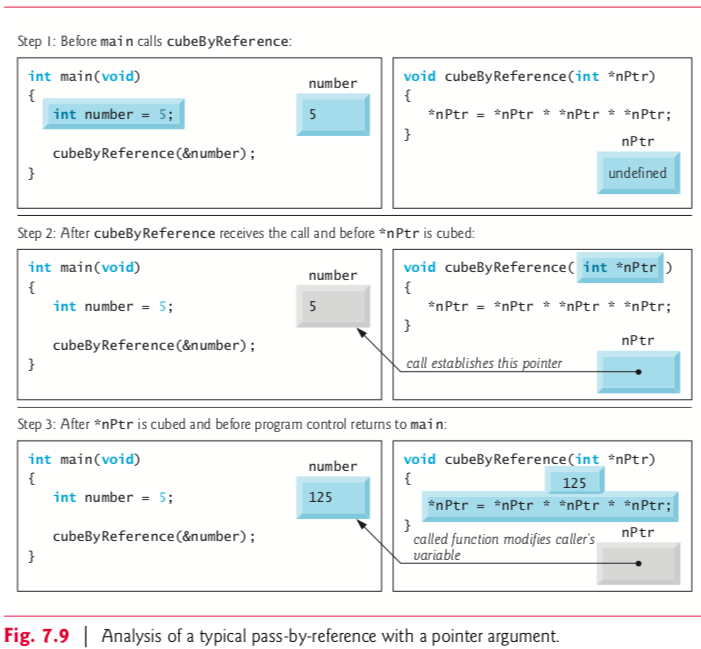 Step 1: Before main calls cubeByReference:
int main(void)
{
int number = 5;
cubeByReference(&number);
}
number
5
void cubeByReference(int *nPtr)
{
*nPtr = *nPtr * *nPtr * *nPtr;
}
nPtr
undefined
Step 2: After cubeByReference receives the call and before *nPtr is cubed:
int main(void)
{
int number = 5;
cubeByReference(&number);
}
number
5
void cubeByReference( int *nPtr )
{
*nPtr = *nPtr * *nPtr * *nPtr;
}
nPtr
call establishes this pointer
Step 3: After *nPtr is cubed and before program control returns to main:
int main(void)
{
int number = 5;
cubeByReference(&number);
}
number
125
void cubeByReference(int *nPtr)
{
125
*nPtr = *nPtr * *nPtr * *nPtr;
}
called function modifies caller's
variable
nPtr
Fig. 7.9 | Analysis of a typical pass-by-reference with a pointer argument.